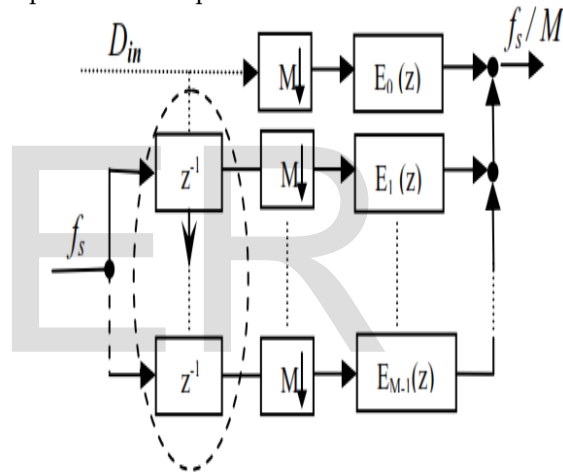 D_in
f_s/M
M↓
E_0(z)
z^-1
M↓
E_1(z)
f_s
z^-1
M↓
E_M-1(z)
ER